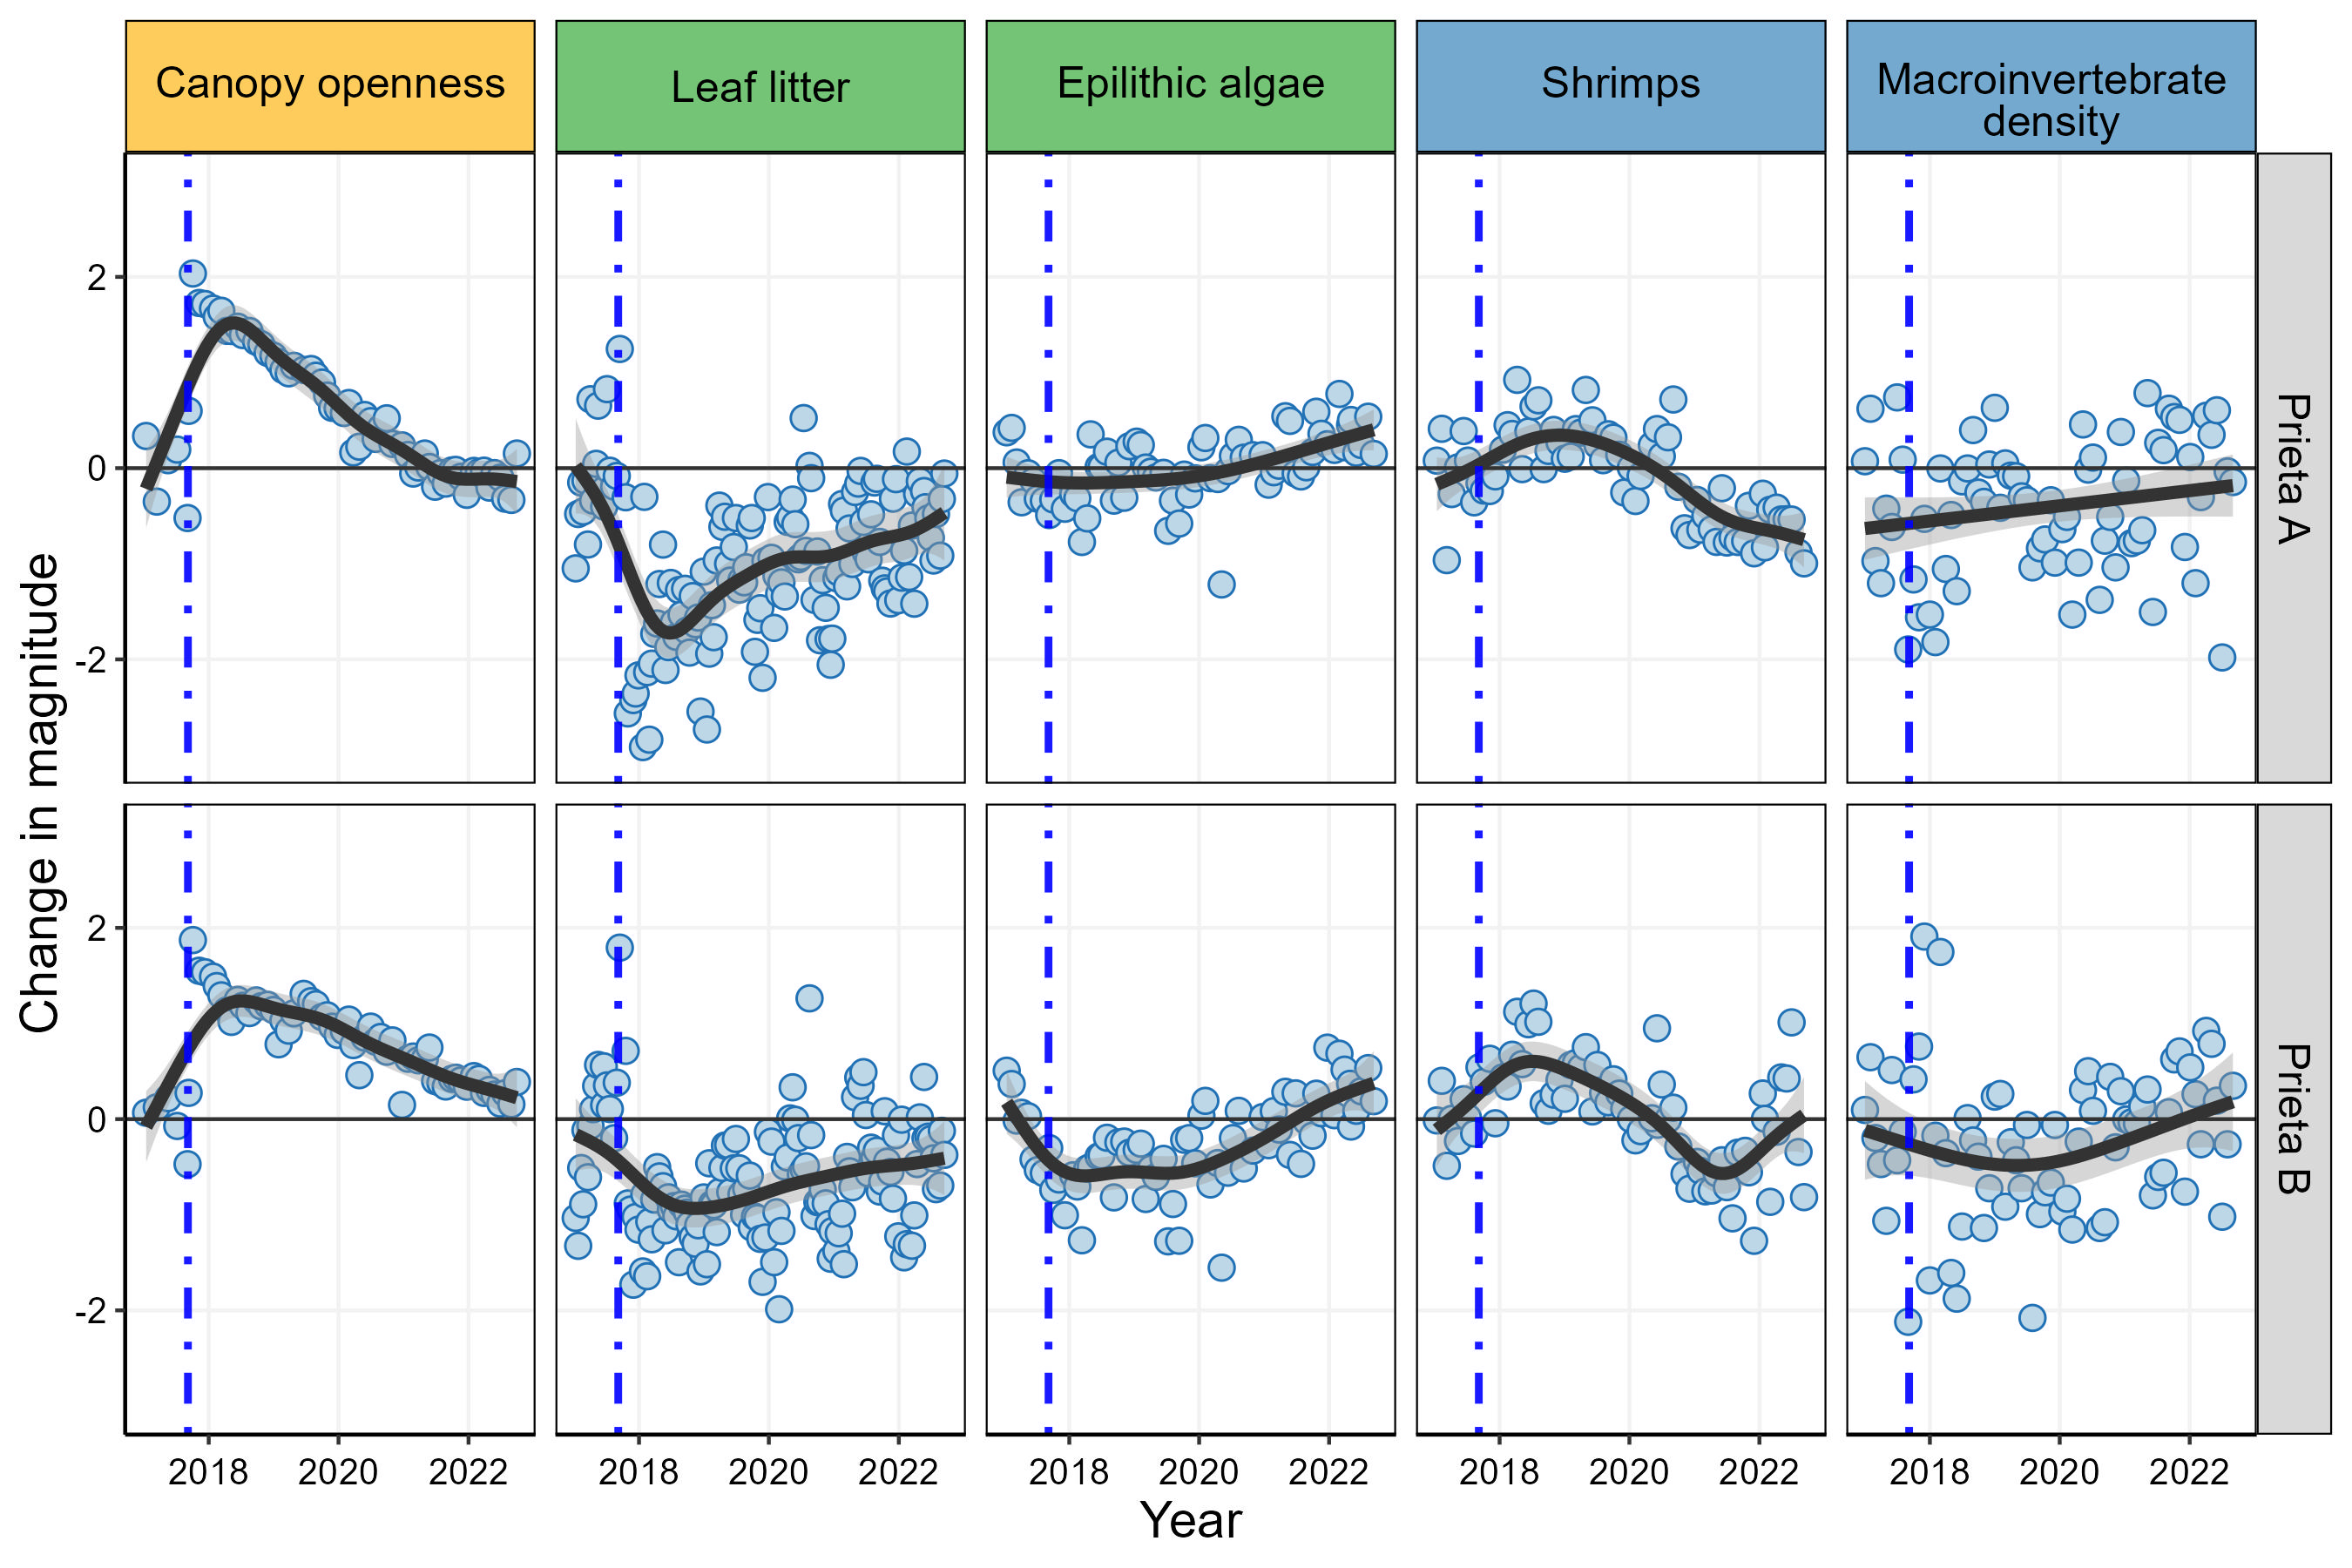 Canopy openness
Leaf litter
Epilithic algae
Shrimps
Macroinvertebrate
density
Change in magnitude
2
0
-2
Prieta A
2
0
-2
Prieta B
2018 2020 2022
2018 2020 2022
2018 2020 2022
2018 2020 2022
2018 2020 2022
Year